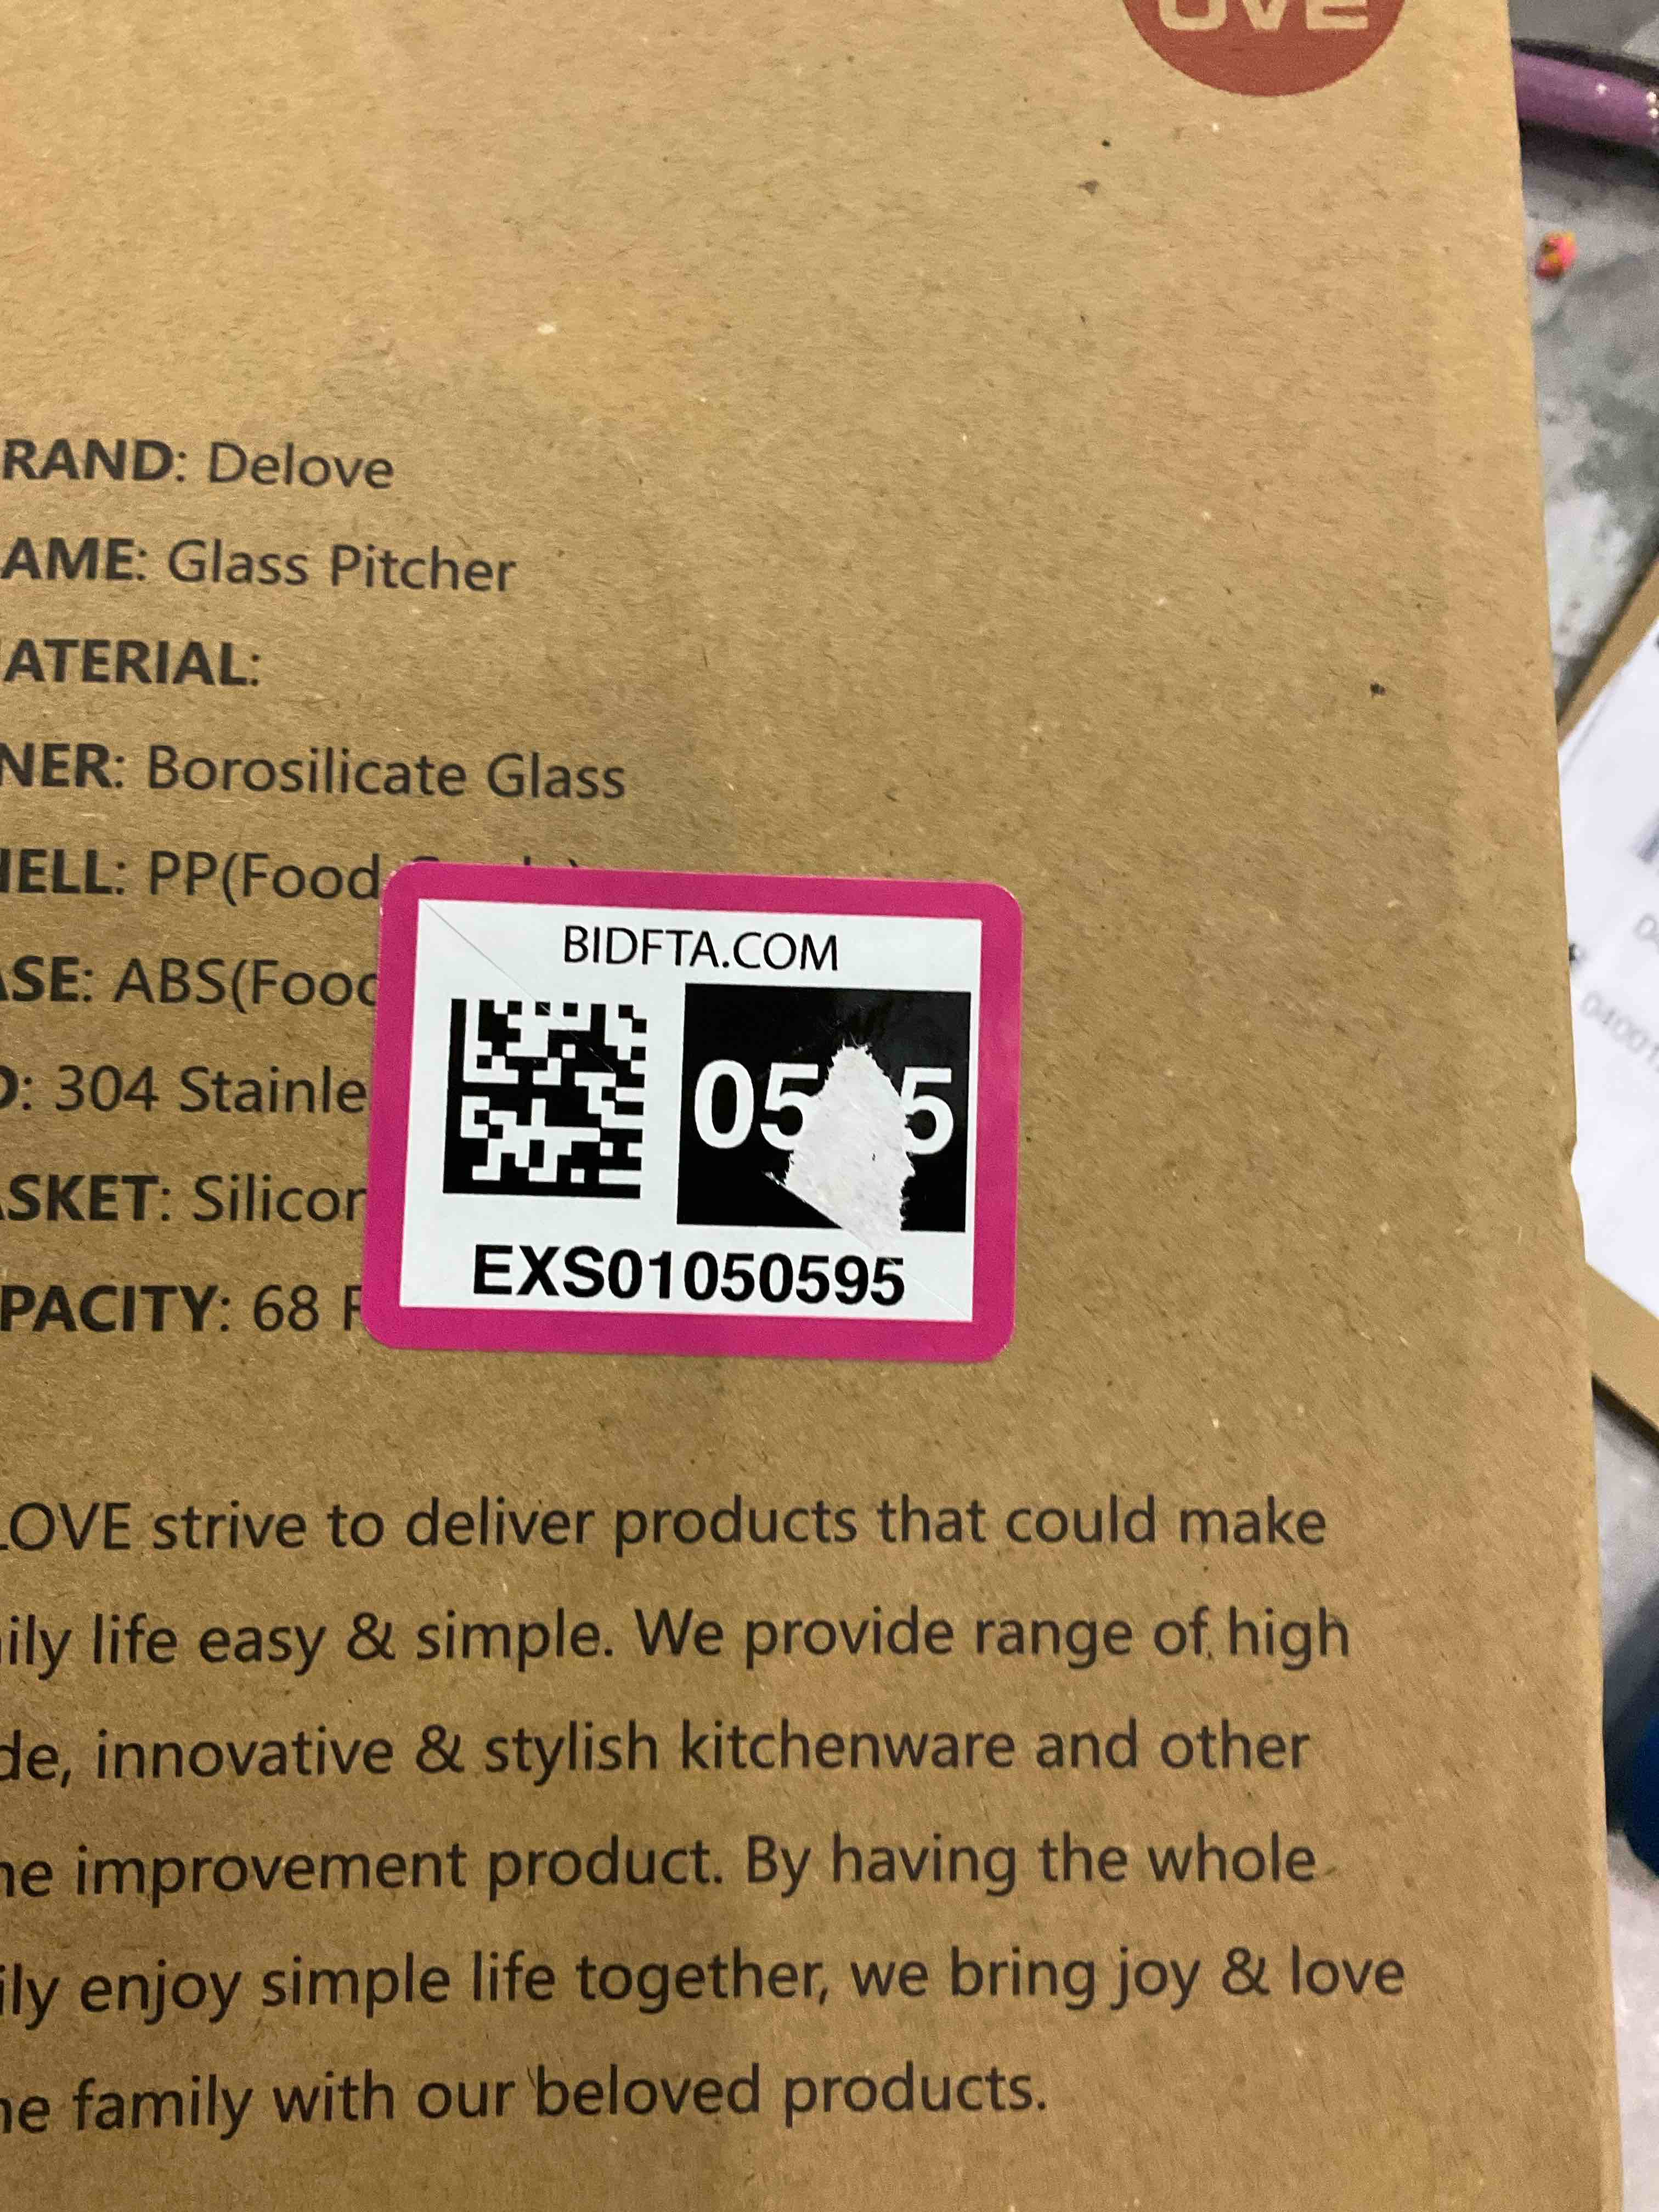 OVE
RAND: Delove
AME: Glass Pitcher
ATERIAL:
NER: Borosilicate Glass
HELL: PP(Food
ASE: ABS(Food
D: 304 Stainle
ASKET: Silicon
PACITY: 68 F
BIDFTA.COM
05 5
EXS01050595
LOVE strive to deliver products that could make
ily life easy & simple. We provide range of high
de, innovative & stylish kitchenware and other
ne improvement product. By having the whole
ily enjoy simple life together, we bring joy & love
ne family with our beloved products.